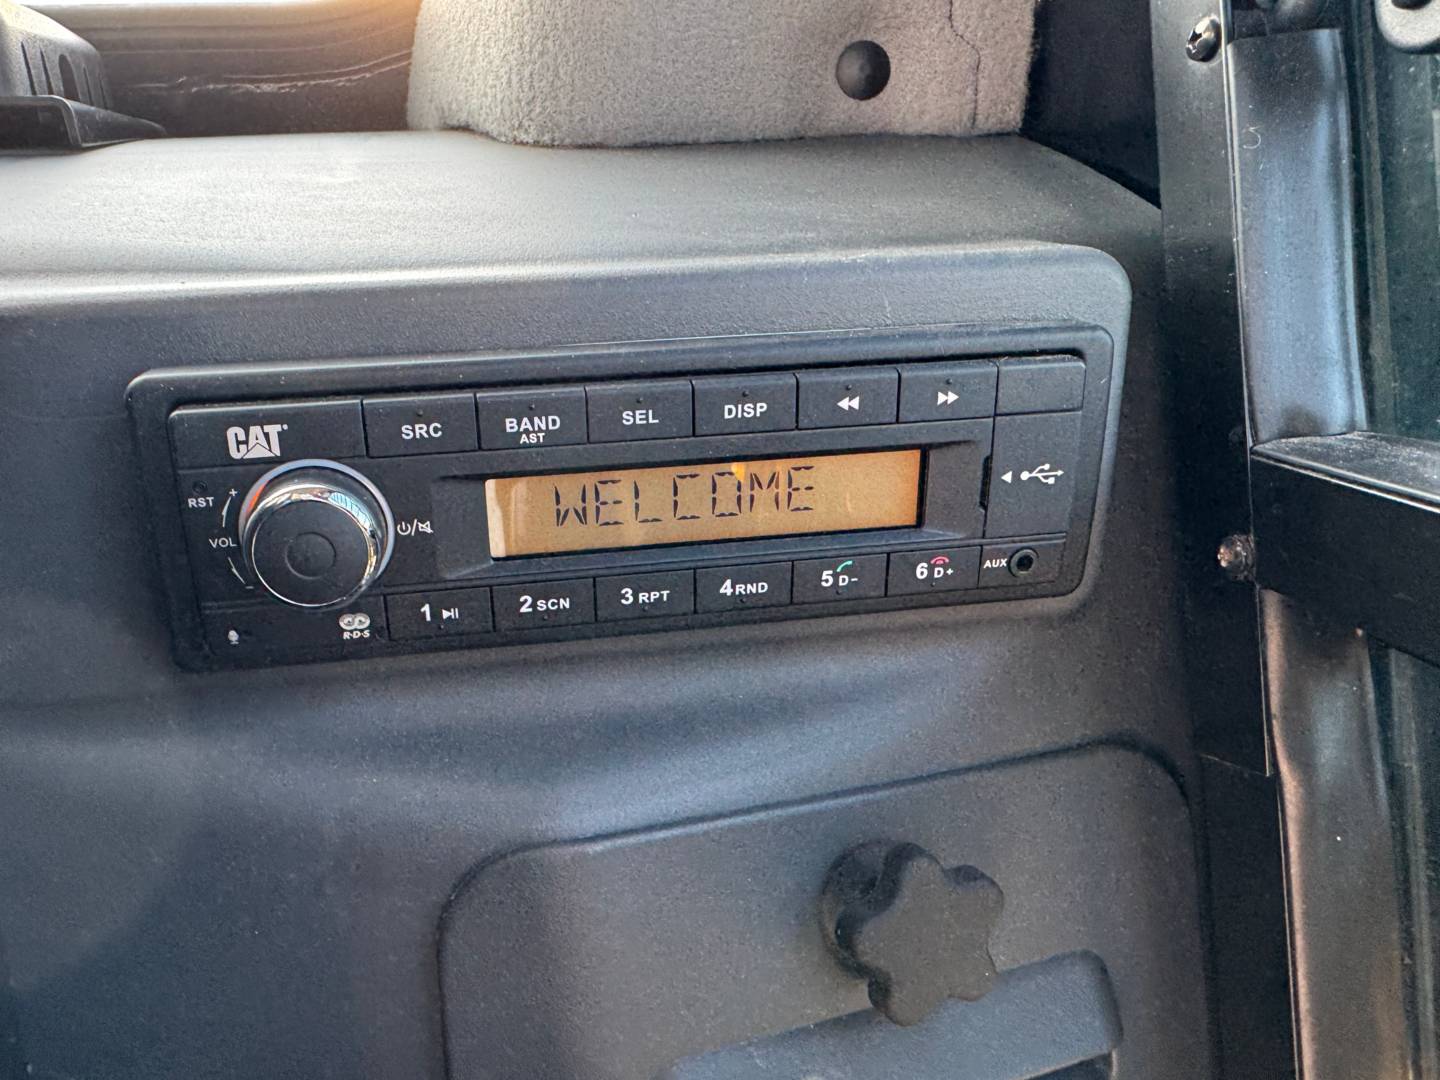 CAT
SRC
BAND
AST
SEL
DISP
RST
+
VOL
-
WELCOME
1
2 SCN
3 RPT
4 RND
5 D-
6 D+
AUX
R·D·S